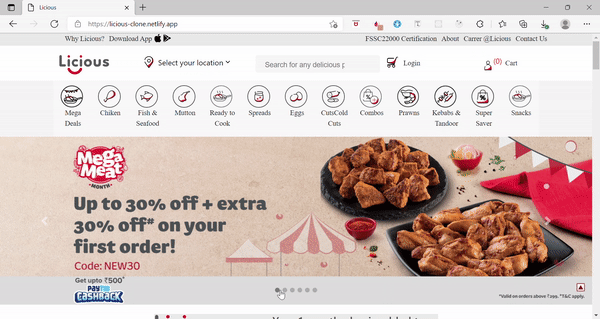 Licious
https://licious-clone.netlify.app
Why Licious? Download App FSSC22000 Certification About Carrer @Licious Contact Us
Licious Select your location Search for any delicious p Login (0) Cart
Mega Deals
Chiken
Fish & Seafood
Mutton
Ready to Cook
Spreads
Eggs
CutsCold Cuts
Combos
Prawns
Kebabs & Tandoor
Super Saver
Snacks
Mega Meat
MONTH
Up to 30% off + extra
30% off* on your
first order!
Code: NEW30
Get upto ₹500*
PAYTM
CASHBACK
*Valid on orders above ₹399. *T&C apply.